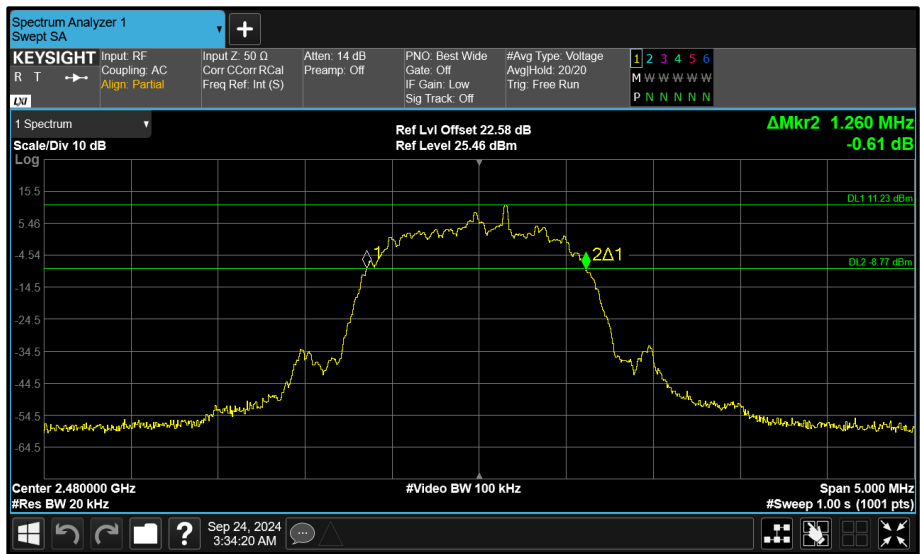 Spectrum Analyzer 1
Swept SA
KEYSIGHT
R T
LXI
Input: RF
Coupling: AC
Align: Partial
Input Z: 50 Ω
Corr CCorr RCal
Freq Ref: Int (S)
Atten: 14 dB
Preamp: Off
PNO: Best Wide
Gate: Off
IF Gain: Low
Sig Track: Off
#Avg Type: Voltage
Avg|Hold: 20/20
Trig: Free Run
1 2 3 4 5 6
M W W W W W
P N N N N N
1 Spectrum
Scale/Div 10 dB
Log
Ref Lvl Offset 22.58 dB
Ref Level 25.46 dBm
ΔMkr2 1.260 MHz
-0.61 dB
15.5
DL1 11.23 dBm
5.46
-4.54
1
2Δ1
DL2 -8.77 dBm
-14.5
-24.5
-34.5
-44.5
-54.5
-64.5
Center 2.480000 GHz
#Video BW 100 kHz
Span 5.000 MHz
#Res BW 20 kHz
#Sweep 1.00 s (1001 pts)
?
Sep 24, 2024
3:34:20 AM